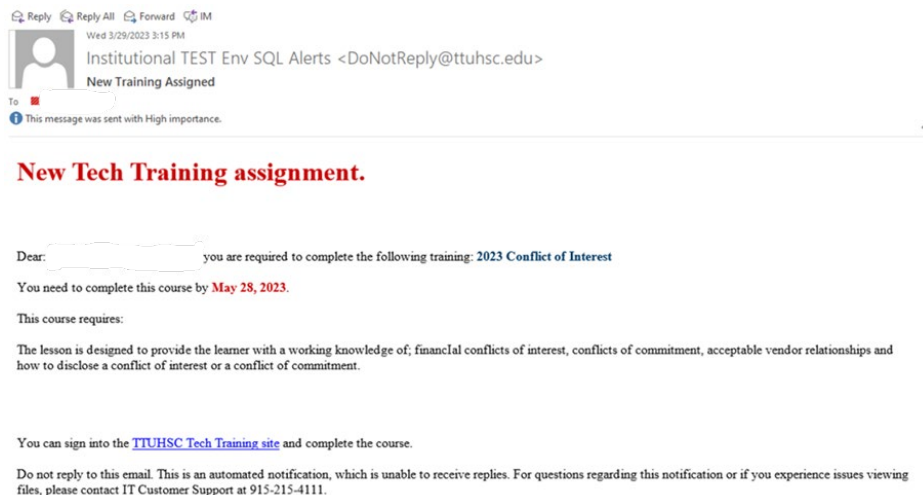 Reply Reply All Forward IM
Wed 3/29/2023 3:15 PM
Institutional TEST Env SQL Alerts <DoNotReply@ttuhsc.edu>
New Training Assigned
To
This message was sent with High importance.
New Tech Training assignment.
Dear: you are required to complete the following training: 2023 Conflict of Interest
You need to complete this course by May 28, 2023.
This course requires:
The lesson is designed to provide the learner with a working knowledge of; financIal conflicts of interest, conflicts of commitment, acceptable vendor relationships and
how to disclose a conflict of interest or a conflict of commitment.
You can sign into the TTUHSC Tech Training site and complete the course.
Do not reply to this email. This is an automated notification, which is unable to receive replies. For questions regarding this notification or if you experience issues viewing
files, please contact IT Customer Support at 915-215-4111.